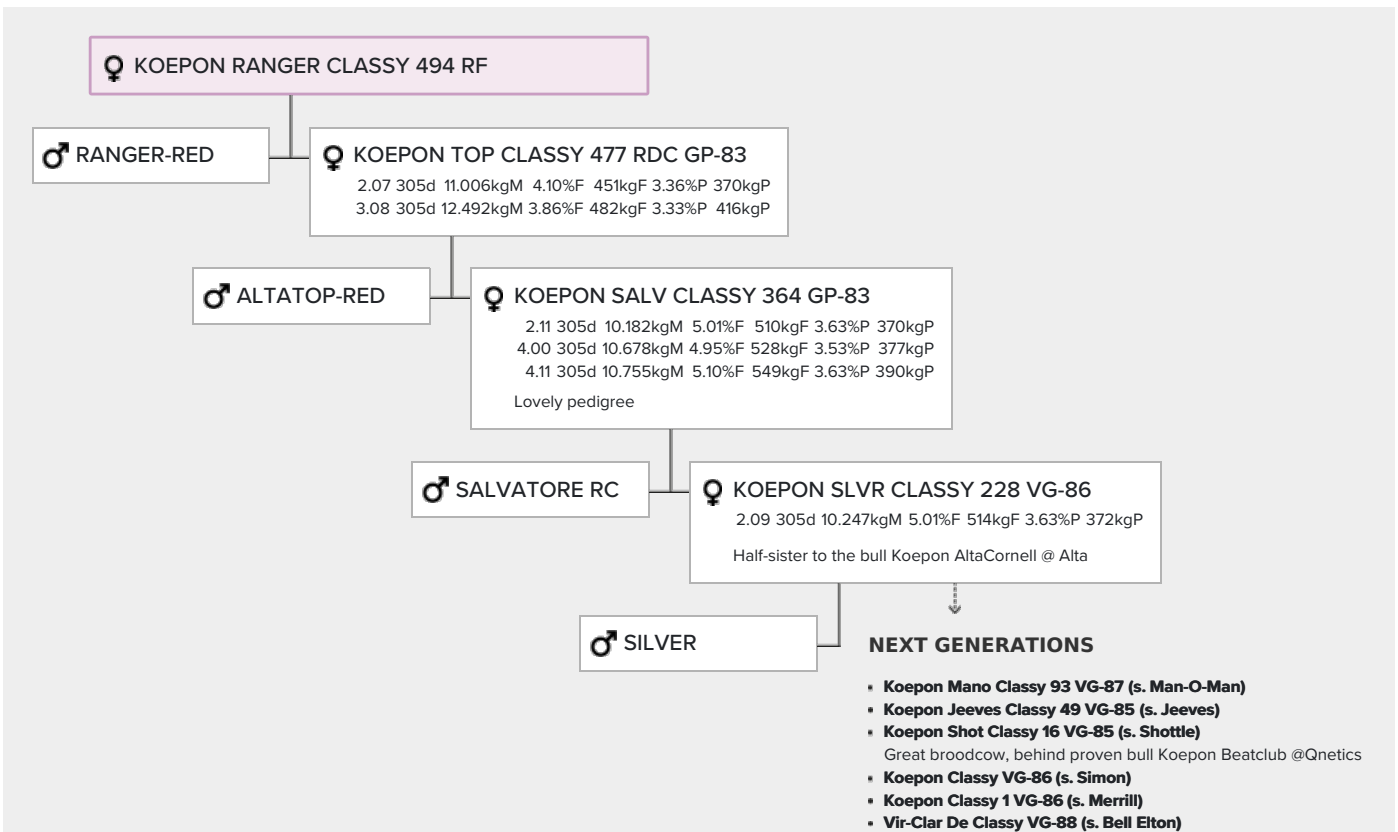 KOEPON RANGER CLASSY 494 RF
RANGER-RED
KOEPON TOP CLASSY 477 RDC GP-83
2.07 305d 11.006kgM 4.10%F 451kgF 3.36%P 370kgP
3.08 305d 12.492kgM 3.86%F 482kgF 3.33%P 416kgP
ALTATOP-RED
KOEPON SALV CLASSY 364 GP-83
2.11 305d 10.182kgM 5.01%F 510kgF 3.63%P 370kgP
4.00 305d 10.678kgM 4.95%F 528kgF 3.53%P 377kgP
4.11 305d 10.755kgM 5.10%F 549kgF 3.63%P 390kgP
Lovely pedigree
SALVATORE RC
KOEPON SLVR CLASSY 228 VG-86
2.09 305d 10.247kgM 5.01%F 514kgF 3.63%P 372kgP
Half-sister to the bull Koepon AltaCornell @ Alta
SILVER
NEXT GENERATIONS
• Koepon Mano Classy 93 VG-87 (s. Man-O-Man)
• Koepon Jeeves Classy 49 VG-85 (s. Jeeves)
• Koepon Shot Classy 16 VG-85 (s. Shottle)
Great broodcow, behind proven bull Koepon Beatclub @Qnetics
• Koepon Classy VG-86 (s. Simon)
• Koepon Classy 1 VG-86 (s. Merrill)
• Vir-Clar De Classy VG-88 (s. Bell Elton)